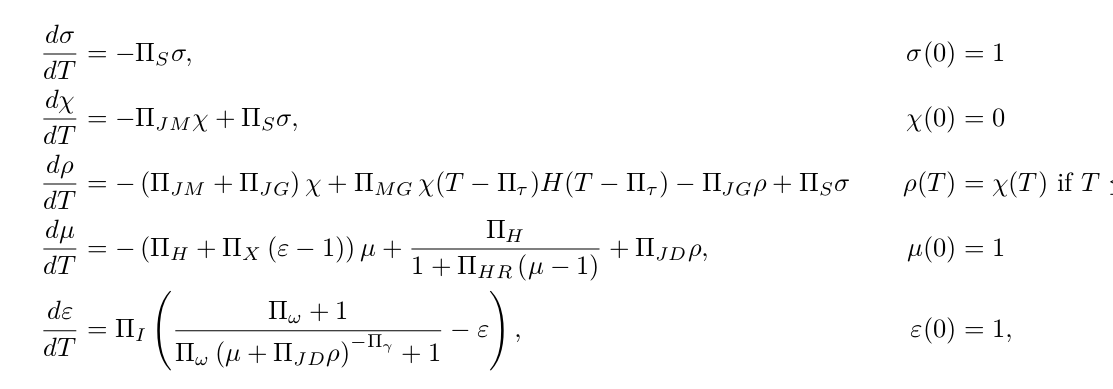 dσ/dT = −Π_S σ, σ(0) = 1
dχ/dT = −Π_{JM} χ + Π_S σ, χ(0) = 0
dρ/dT = − (Π_{JM} + Π_{JG}) χ + Π_{MG} χ(T − Π_τ)H(T − Π_τ) − Π_{JG} ρ + Π_S σ ρ(T) = χ(T) if T
dμ/dT = − (Π_H + Π_X (ε − 1)) μ + Π_H / (1 + Π_{HR} (μ − 1)) + Π_{JD} ρ, μ(0) = 1
dε/dT = Π_I ( (Π_ω + 1) / (Π_ω (μ + Π_{JD} ρ)^{−Π_γ} + 1) − ε ), ε(0) = 1,